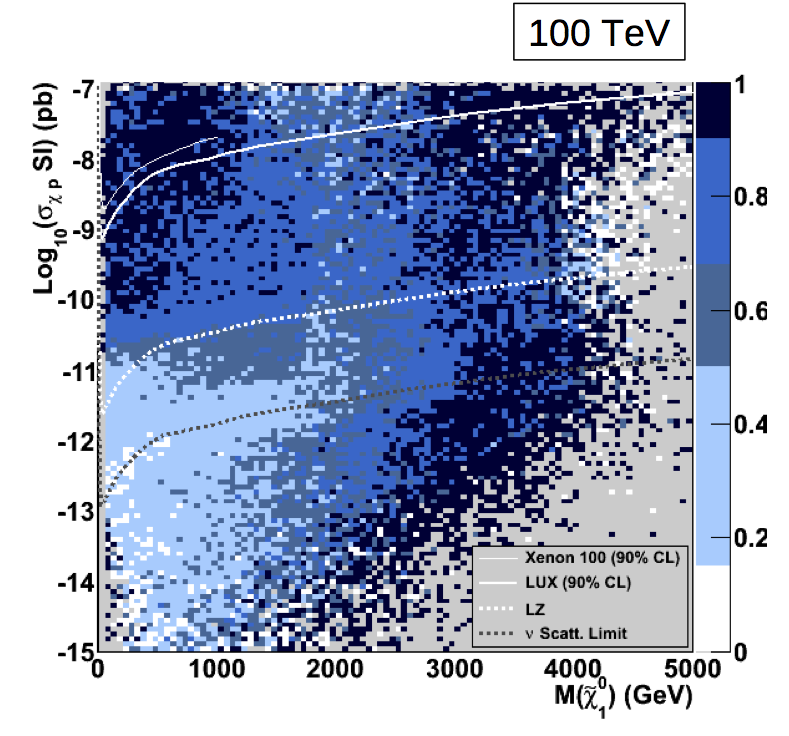 100 TeV
Log10(σχ p SI) (pb)
-7
-8
-9
-10
-11
-12
-13
-14
-15
1
0.8
0.6
0.4
0.2
0
Xenon 100 (90% CL)
LUX (90% CL)
LZ
ν Scatt. Limit
0 1000 2000 3000 4000 5000
M(χ̃⁰₁) (GeV)